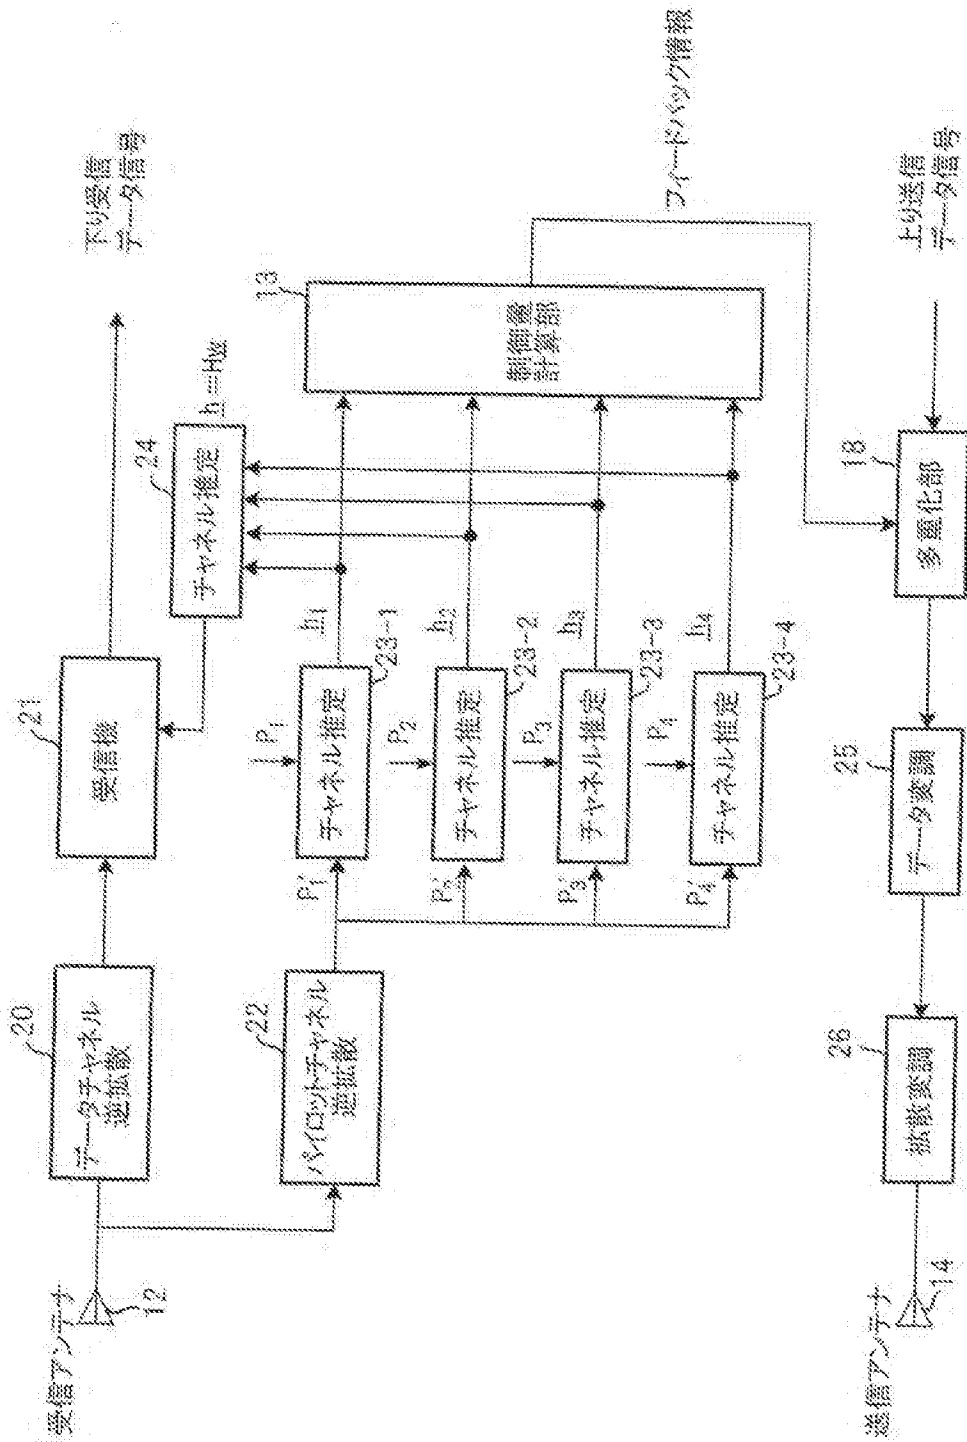 受信アンテナ
12
20
データチャネル
逆拡散
21
受信機
24
チャネル推定
h=HW
下り受信
データ信号
22
パイロットチャネル
逆拡散
P1'
P1
チャネル推定
23-1
h1
P2'
P2
チャネル推定
23-2
h2
P3'
P3
チャネル推定
23-3
h3
P4'
P4
チャネル推定
23-4
h4
13
制御量
計算部
フィードバック情報
送信アンテナ
14
26
拡散変調
25
データ変調
18
多重化部
上り送信
データ信号